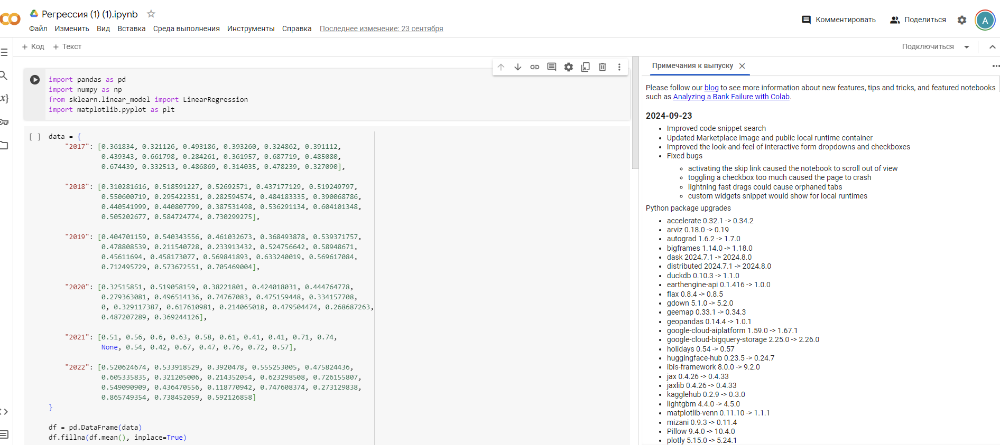 Регрессия (1) (1).ipynb
Файл Изменить Вид Вставка Среда выполнения Инструменты Справка Последнее изменение: 23 сентября
Комментировать Поделиться A
+ Код + Текст
Подключиться
import pandas as pd
import numpy as np
from sklearn.linear_model import LinearRegression
import matplotlib.pyplot as plt
[ ] data = {
"2017": [0.361834, 0.321126, 0.493186, 0.393260, 0.324862, 0.391112,
0.439343, 0.661798, 0.284261, 0.361957, 0.687719, 0.485080,
0.674439, 0.332513, 0.486869, 0.314035, 0.478239, 0.327090],
"2018": [0.310281616, 0.518591227, 0.52692571, 0.437177129, 0.519249797,
0.550600719, 0.295422351, 0.282594574, 0.484183335, 0.390068786,
0.440541999, 0.440807799, 0.387531498, 0.536291134, 0.604101348,
0.505202677, 0.584724774, 0.730299275],
"2019": [0.404701159, 0.540343556, 0.461032673, 0.368493878, 0.539371757,
0.478808539, 0.211540728, 0.233913432, 0.524756642, 0.58948671,
0.45611694, 0.458173077, 0.569841893, 0.633240019, 0.569617084,
0.712495729, 0.573672551, 0.705469004],
"2020": [0.32515851, 0.519058159, 0.38221801, 0.424018031, 0.444764778,
0.279363081, 0.496514136, 0.74767083, 0.475159448, 0.334157708,
0, 0.329117387, 0.617610981, 0.214065018, 0.479504474, 0.268687263,
0.487207289, 0.369244126],
"2021": [0.51, 0.56, 0.6, 0.63, 0.58, 0.61, 0.41, 0.41, 0.71, 0.74,
None, 0.54, 0.42, 0.67, 0.47, 0.76, 0.72, 0.57],
"2022": [0.520624674, 0.533918529, 0.3920478, 0.555253005, 0.475824436,
0.605335835, 0.321205006, 0.214352054, 0.623298508, 0.726155807,
0.549090909, 0.436470556, 0.118770942, 0.747608374, 0.273129838,
0.865749354, 0.738452059, 0.592126858]
}
df = pd.DataFrame(data)
df.fillna(df.mean(), inplace=True)
Примечания к выпуску
Please follow our blog to see more information about new features, tips and tricks, and featured notebooks
such as Analyzing a Bank Failure with Colab.
2024-09-23
• Improved code snippet search
• Updated Marketplace image and public local runtime container
• Improved the look-and-feel of interactive form dropdowns and checkboxes
• Fixed bugs
◦ activating the skip link caused the notebook to scroll out of view
◦ toggling a checkbox too much caused the page to crash
◦ lightning fast drags could cause orphaned tabs
◦ custom widgets snippet would show for local runtimes
Python package upgrades
• accelerate 0.32.1 -> 0.34.2
• arviz 0.18.0 -> 0.19
• autograd 1.6.2 -> 1.7.0
• bigframes 1.14.0 -> 1.18.0
• dask 2024.7.1 -> 2024.8.0
• distributed 2024.7.1 -> 2024.8.0
• duckdb 0.10.3 -> 1.1.0
• earthengine-api 0.1.416 -> 1.0.0
• flax 0.8.4 -> 0.8.5
• gdown 5.1.0 -> 5.2.0
• geemap 0.33.1 -> 0.34.3
• geopandas 0.14.4 -> 1.0.1
• google-cloud-aiplatform 1.59.0 -> 1.67.1
• google-cloud-bigquery-storage 2.25.0 -> 2.26.0
• holidays 0.54 -> 0.57
• huggingface-hub 0.23.5 -> 0.24.7
• ibis-framework 8.0.0 -> 9.2.0
• jax 0.4.26 -> 0.4.33
• jaxlib 0.4.26 -> 0.4.33
• kagglehub 0.2.9 -> 0.3.0
• lightgbm 4.4.0 -> 4.5.0
• matplotlib-venn 0.11.10 -> 1.1.1
• mizani 0.9.3 -> 0.11.4
• Pillow 9.4.0 -> 10.4.0
• plotly 5.15.0 -> 5.24.1